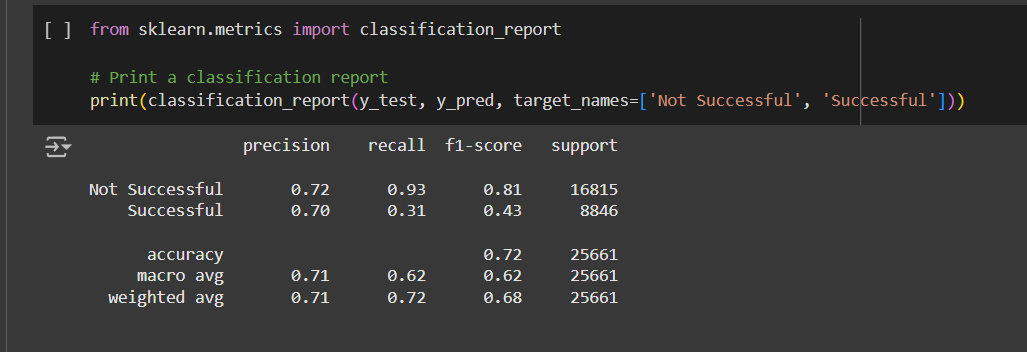 [ ] from sklearn.metrics import classification_report
# Print a classification report
print(classification_report(y_test, y_pred, target_names=['Not Successful', 'Successful']))
precision recall f1-score support
Not Successful 0.72 0.93 0.81 16815
Successful 0.70 0.31 0.43 8846
accuracy 0.72 25661
macro avg 0.71 0.62 0.62 25661
weighted avg 0.71 0.72 0.68 25661